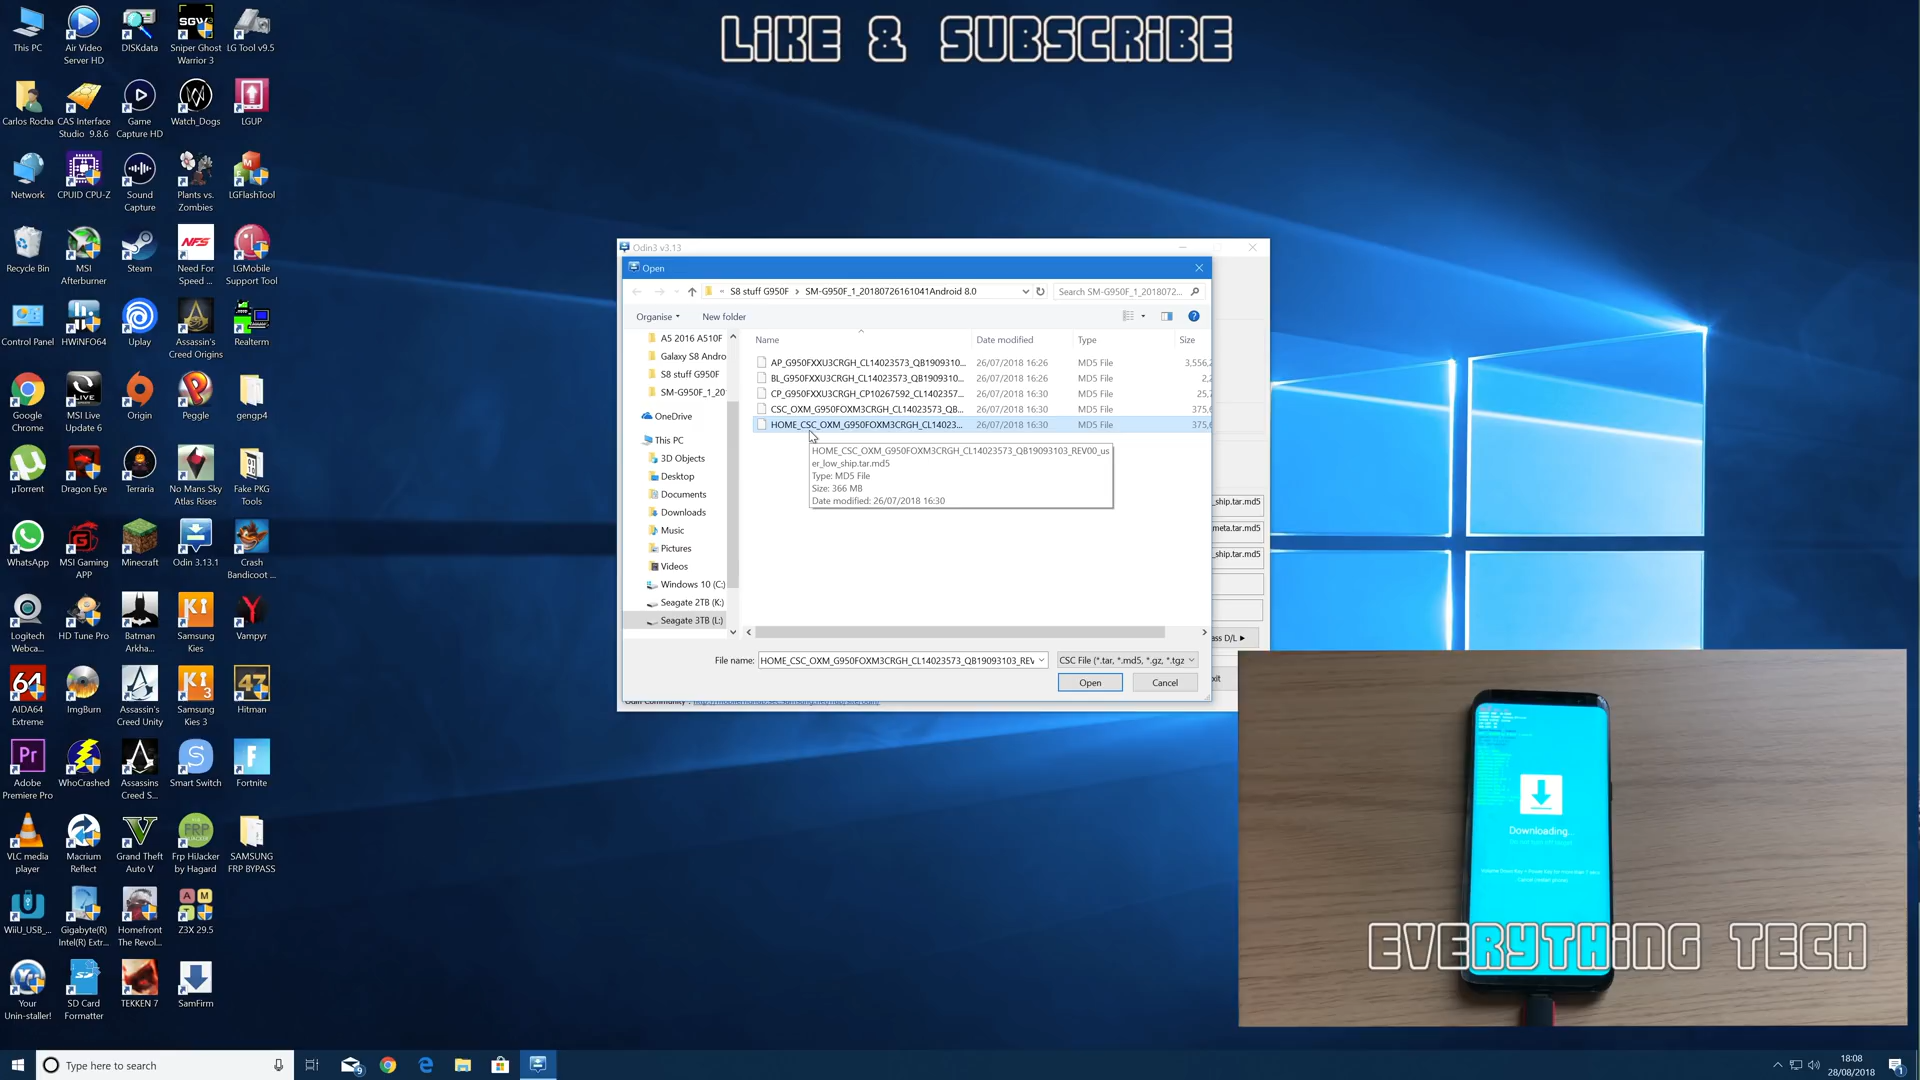 LIKE & SUBSCRIBE
This PC
Air Video Server HD
DISKdata
Sniper Ghost Warrior 3
LG Tool v9.5
Carlos Rocha
CAS Interface Studio 9.8.6
Game Capture HD
Watch_Dogs
LGUP
Network
CPUID CPU-Z
Sound Capture
Plants vs. Zombies
LGFlashTool
Recycle Bin
MSI Afterburner
Steam
Need For Speed ...
LGMobile Support Tool
Control Panel
HWiNFO64
Uplay
Assassin's Creed Origins
Realterm
Google Chrome
MSI Live Update 6
Origin
Peggle
gengp4
µTorrent
Dragon Eye
Terraria
No Mans Sky Atlas Rises
Fake PKG Tools
WhatsApp
MSI Gaming APP
Minecraft
Odin 3.13.1
Crash Bandicoot ...
Logitech Webca...
HD Tune Pro
Batman Arkha...
Samsung Kies
Vampyr
AIDA64 Extreme
ImgBurn
Assassin's Creed Unity
Samsung Kies 3
Hitman
Adobe Premiere Pro
WhoCrashed
Assassins Creed S...
Smart Switch
Fortnite
VLC media player
Macrium Reflect
Grand Theft Auto V
Frp HiJacker by Hagard
SAMSUNG FRP BYPASS
WiiU_USB_...
Gigabyte(R) Intel(R) Extr...
Homefront The Revol...
Z3X 29.5
Your Unin-staller!
SD Card Formatter
TEKKEN 7
SamFirm
Odin3 v3.13
Open
« S8 stuff G950F › SM-G950F_1_20180726161041Android 8.0
Search SM-G950F_1_2018072...
Organise
New folder
Name
Date modified
Type
Size
A5 2016 A510F
Galaxy S8 Andro
S8 stuff G950F
SM-G950F_1_20
OneDrive
This PC
3D Objects
Desktop
Documents
Downloads
Music
Pictures
Videos
Windows 10 (C:)
Seagate 2TB (K:)
Seagate 3TB (L:)
AP_G950FXXU3CRGH_CL14023573_QB1909310... 26/07/2018 16:26 MD5 File 3,556,2
BL_G950FXXU3CRGH_CL14023573_QB1909310... 26/07/2018 16:26 MD5 File 2,2
CP_G950FXXU3CRGH_CP10267592_CL1402357... 26/07/2018 16:30 MD5 File 25,7
CSC_OXM_G950FOXM3CRGH_CL14023573_QB... 26/07/2018 16:30 MD5 File 375,6
HOME_CSC_OXM_G950FOXM3CRGH_CL14023... 26/07/2018 16:30 MD5 File 375,6
HOME_CSC_OXM_G950FOXM3CRGH_CL14023573_QB19093103_REV00_us
er_low_ship.tar.md5
Type: MD5 File
Size: 366 MB
Date modified: 26/07/2018 16:30
_ship.tar.md5
meta.tar.md5
_ship.tar.md5
ass D/L
xit
File name:
HOME_CSC_OXM_G950FOXM3CRGH_CL14023573_QB19093103_REV
CSC File (*.tar, *.md5, *.gz, *.tgz
Open
Cancel
Downloading...
EVERYTHING TECH
Type here to search
18:08
28/08/2018